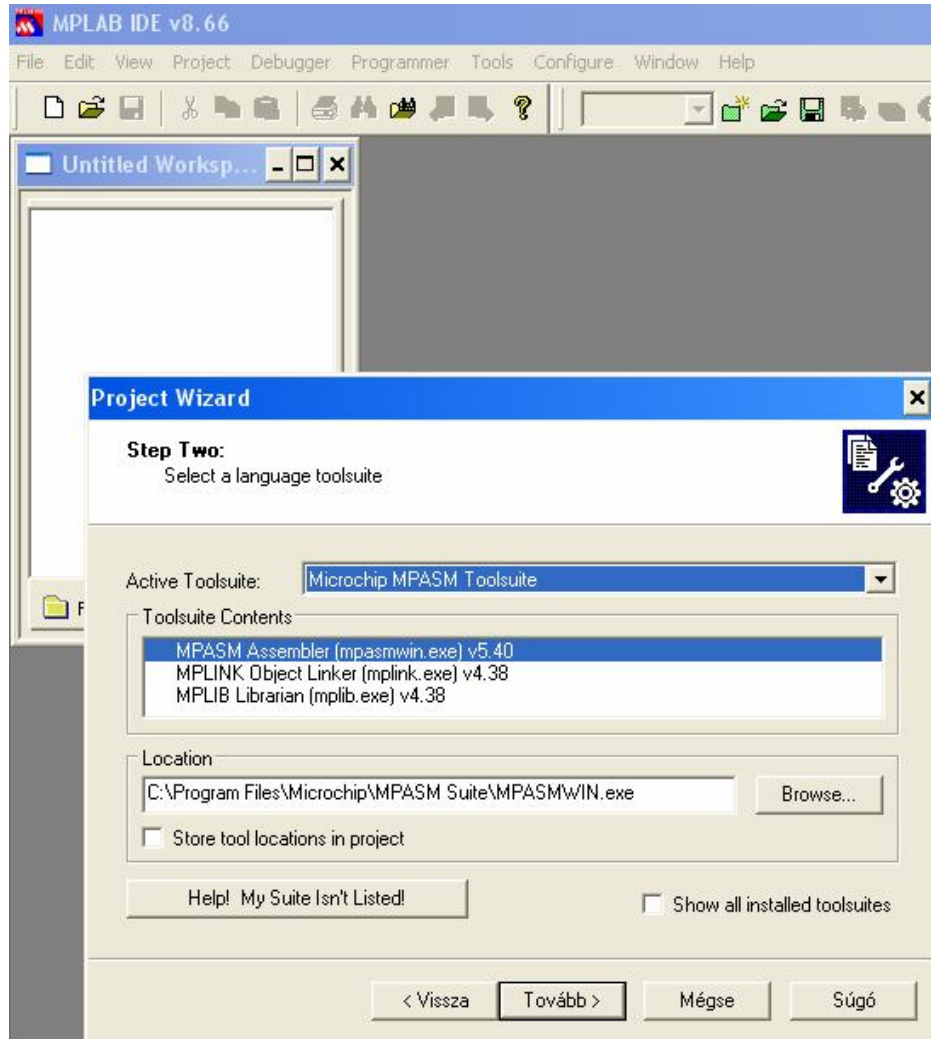 MPLAB IDE v8.66
File Edit View Project Debugger Programmer Tools Configure Window Help
Untitled Worksp...
F
Project Wizard
Step Two:
Select a language toolsuite
Active Toolsuite: Microchip MPASM Toolsuite
Toolsuite Contents
MPASM Assembler (mpasmwin.exe) v5.40
MPLINK Object Linker (mplink.exe) v4.38
MPLIB Librarian (mplib.exe) v4.38
Location
C:\Program Files\Microchip\MPASM Suite\MPASMWIN.exe Browse...
Store tool locations in project
Help! My Suite Isn't Listed! Show all installed toolsuites
< Vissza Tovább > Mégse Súgó